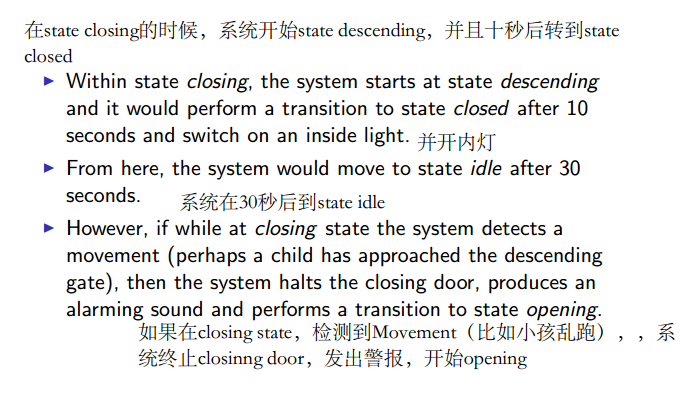 在state closing的时候，系统开始state descending，并且十秒后转到state
closed
Within state closing, the system starts at state descending
and it would perform a transition to state closed after 10
seconds and switch on an inside light. 并开内灯
From here, the system would move to state idle after 30
seconds. 系统在30秒后到state idle
However, if while at closing state the system detects a
movement (perhaps a child has approached the descending
gate), then the system halts the closing door, produces an
alarming sound and performs a transition to state opening.
如果在closing state，检测到Movement（比如小孩乱跑），，系
统终止closinng door，发出警报，开始opening